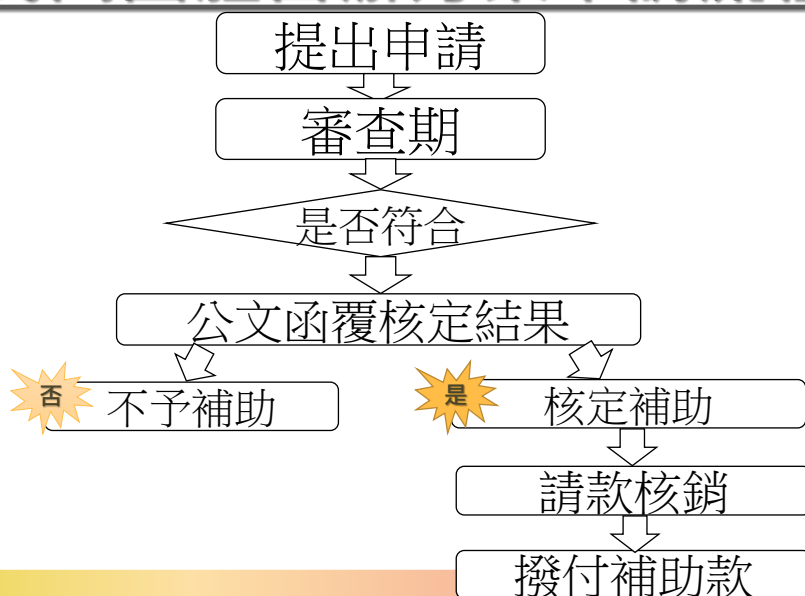 提出申請
審查期
是否符合
公文函覆核定結果
否
不予補助
是
核定補助
請款核銷
撥付補助款